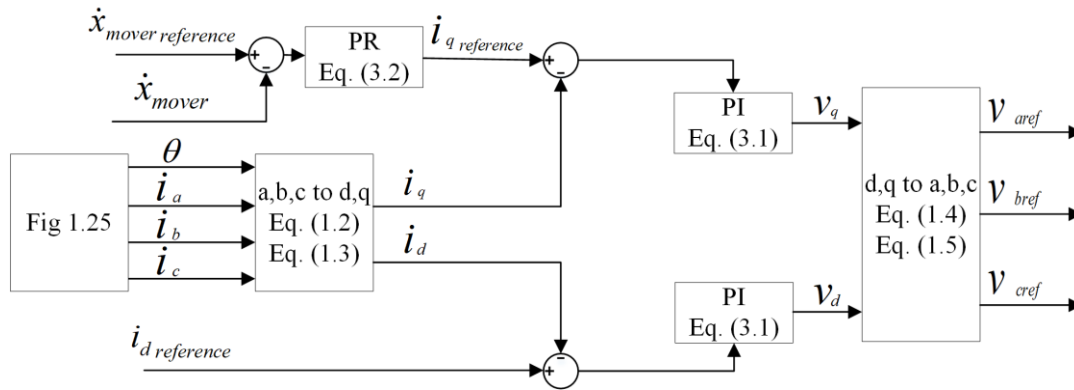 ẋ mover reference
+
-
PR
Eq. (3.2)
i q reference
+
-
ẋ mover
PI
Eq. (3.1)
v q
Fig 1.25
θ
i a
i b
i c
a,b,c to d,q
Eq. (1.2)
Eq. (1.3)
i q
i d
d,q to a,b,c
Eq. (1.4)
Eq. (1.5)
v aref
v bref
v cref
PI
Eq. (3.1)
v d
i d reference
+
-